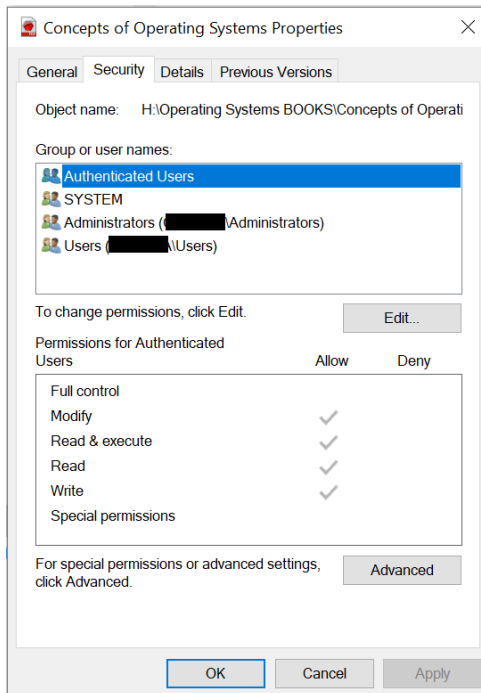 Concepts of Operating Systems Properties
General Security Details Previous Versions
Object name: H:\Operating Systems BOOKS\Concepts of Operati
Group or user names:
Authenticated Users
SYSTEM
Administrators ( \Administrators)
Users ( \Users)
To change permissions, click Edit.
Edit...
Permissions for Authenticated
Users Allow Deny
Full control
Modify
Read & execute
Read
Write
Special permissions
For special permissions or advanced settings,
click Advanced.
Advanced
OK Cancel Apply